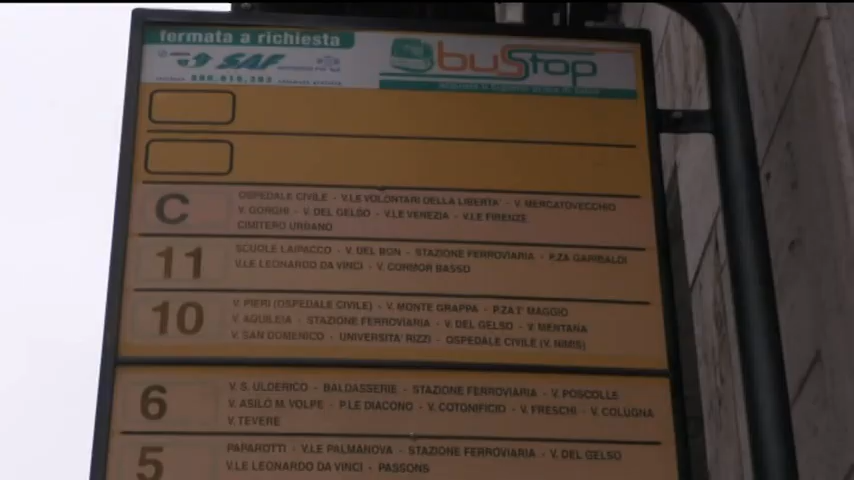 fermata a richiesta
SAF
buSstop
C
OSPEDALE CIVILE - V.LE VOLONTARI DELLA LIBERTA' - V. MERCATOVECCHIO
V. GORGHI - V. DEL GELSO - V.LE VENEZIA - V.LE FIRENZE
CIMITERO URBANO
11
SCUOLE LAIPACCO - V. DEL BON - STAZIONE FERROVIARIA - P.ZA GARIBALDI
V.LE LEONARDO DA VINCI - V. CORMOR BASSO
10
V. PIERI (OSPEDALE CIVILE) - V. MONTE GRAPPA - P.ZA I° MAGGIO
V. AQUILEIA - STAZIONE FERROVIARIA - V. DEL GELSO - V. MENTANA
V. SAN DOMENICO - UNIVERSITA' RIZZI - OSPEDALE CIVILE (V. NIMIS)
6
V. S. ULDERICO - BALDASSERIE - STAZIONE FERROVIARIA - V. POSCOLLE
V. ASILO M. VOLPE - P.LE DIACONO - V. COTONIFICIO - V. FRESCHI - V. COLUGNA
V. TEVERE
5
PAPAROTTI - V.LE PALMANOVA - STAZIONE FERROVIARIA - V. DEL GELSO
V.LE LEONARDO DA VINCI - PASSONS